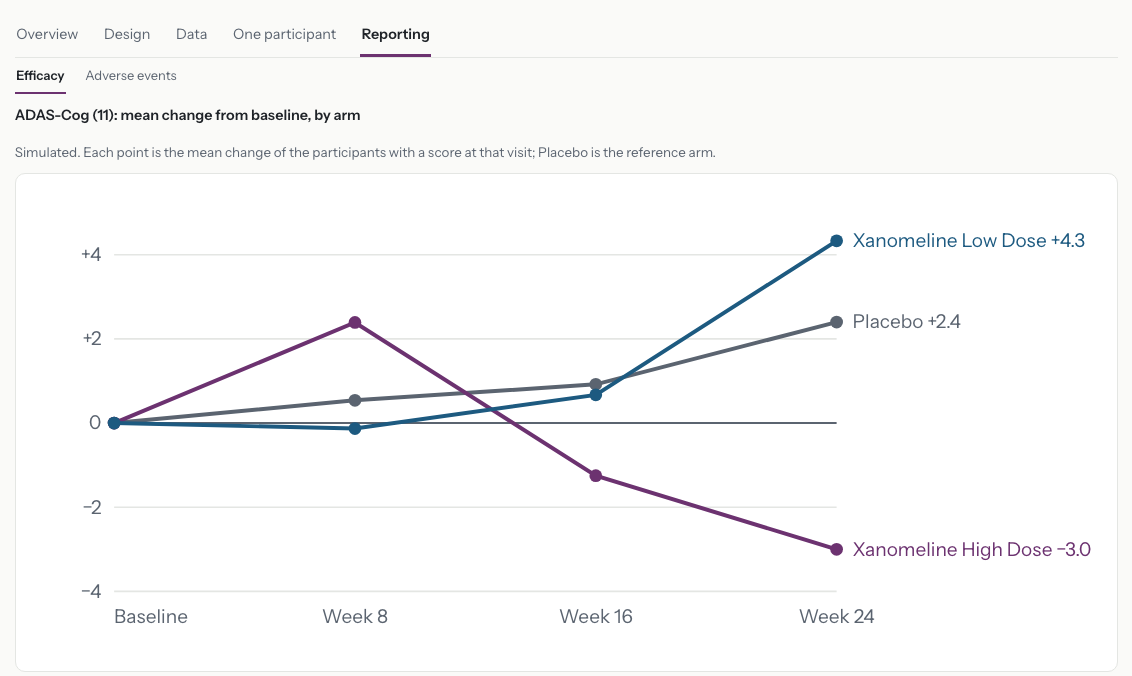 Overview Design Data One participant Reporting
Efficacy Adverse events
ADAS-Cog (11): mean change from baseline, by arm
Simulated. Each point is the mean change of the participants with a score at that visit; Placebo is the reference arm.
Xanomeline Low Dose +4.3
+4
Placebo +2.4
+2
0
−2
Xanomeline High Dose −3.0
−4
Baseline Week 8 Week 16 Week 24